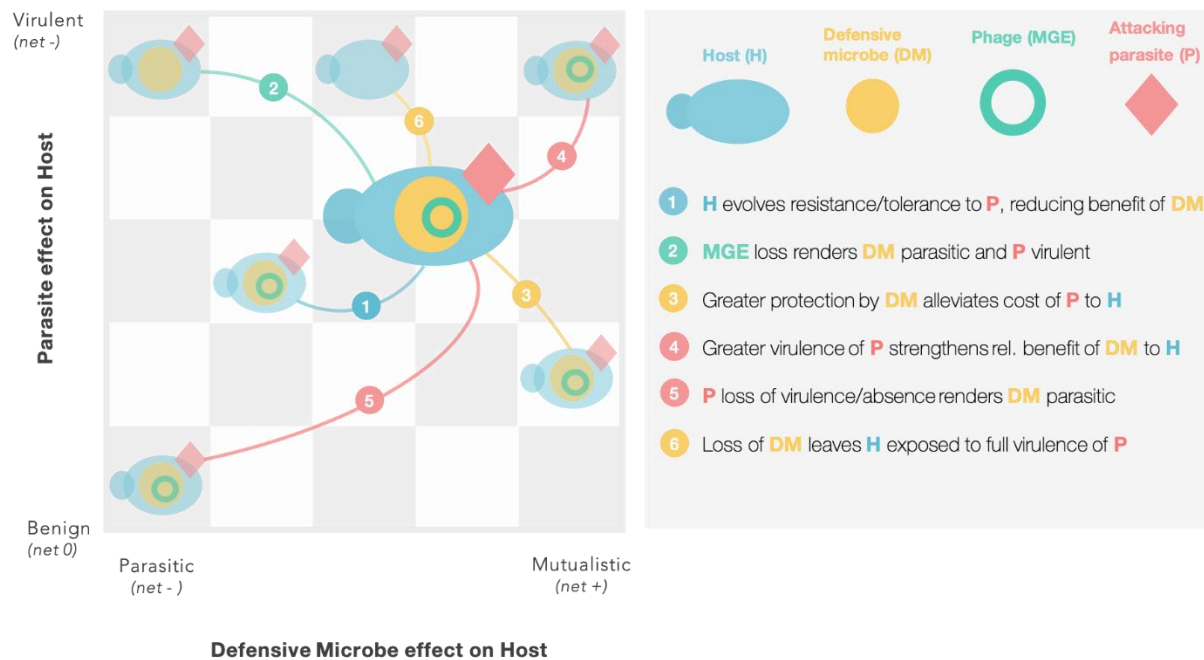 Virulent
(net -)
Parasite effect on Host
Benign
(net 0)
Parasitic
(net - )
Mutualistic
(net +)
Defensive Microbe effect on Host
2
6
4
1
3
5
Host (H)
Defensive
microbe (DM)
Phage (MGE)
Attacking
parasite (P)
1 H evolves resistance/tolerance to P, reducing benefit of DM
2 MGE loss renders DM parasitic and P virulent
3 Greater protection by DM alleviates cost of P to H
4 Greater virulence of P strengthens rel. benefit of DM to H
5 P loss of virulence/absence renders DM parasitic
6 Loss of DM leaves H exposed to full virulence of P